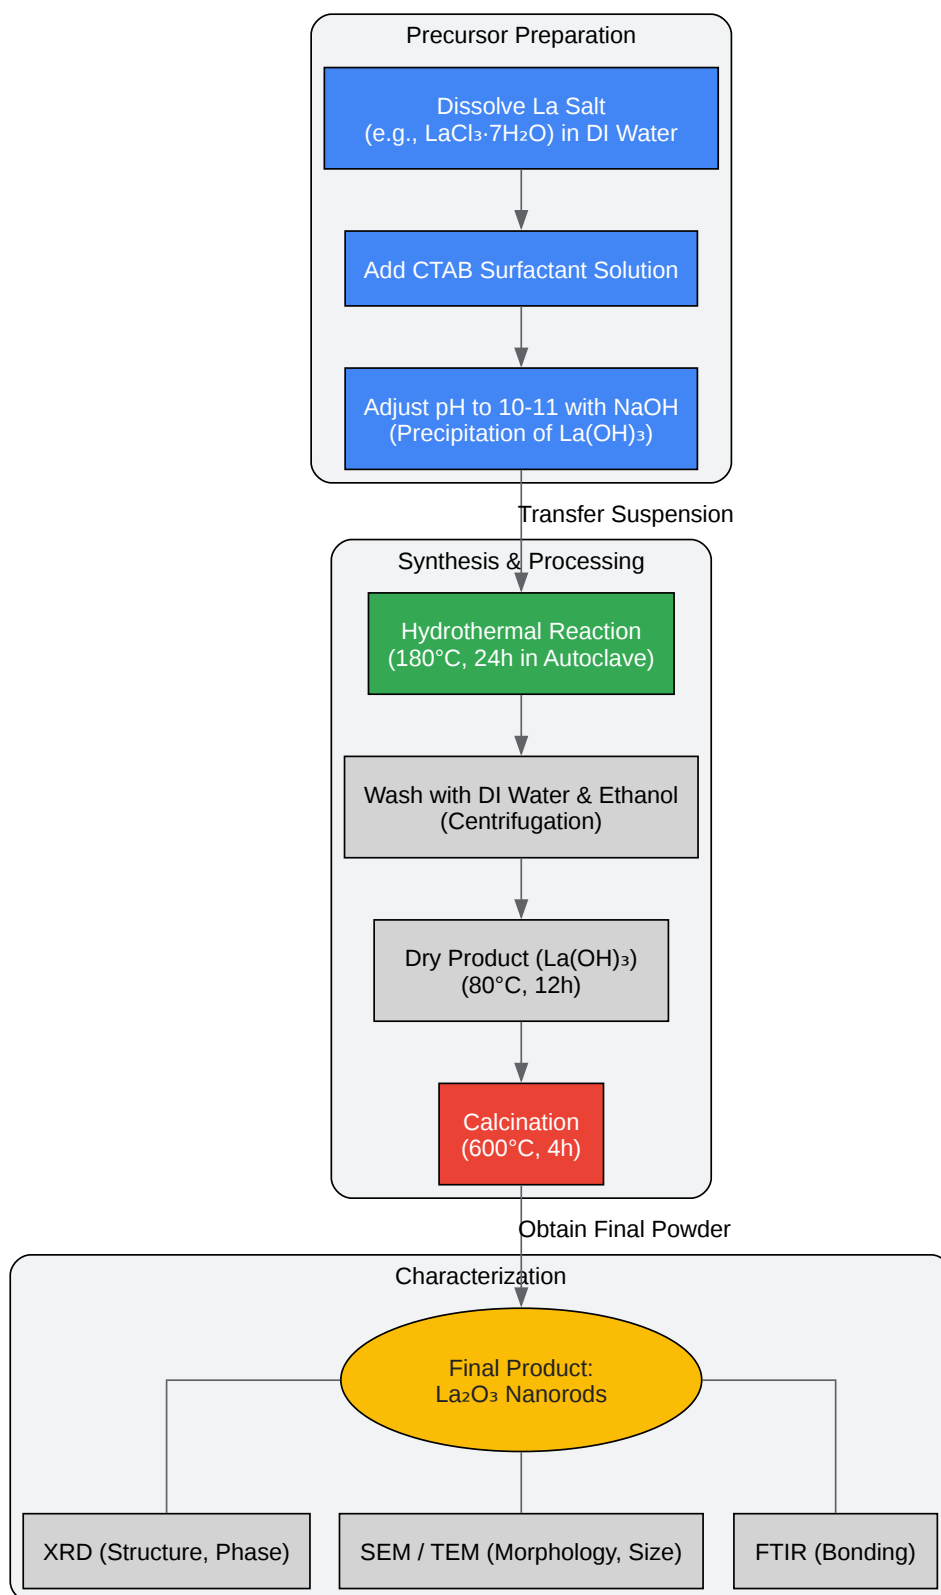 Precursor Preparation
Dissolve La Salt
(e.g., LaCl₃·7H₂O) in DI Water
Add CTAB Surfactant Solution
Adjust pH to 10-11 with NaOH
(Precipitation of La(OH)₃)
Transfer Suspension
Synthesis & Processing
Hydrothermal Reaction
(180°C, 24h in Autoclave)
Wash with DI Water & Ethanol
(Centrifugation)
Dry Product (La(OH)₃)
(80°C, 12h)
Calcination
(600°C, 4h)
Obtain Final Powder
Characterization
Final Product:
La₂O₃ Nanorods
XRD (Structure, Phase)
SEM / TEM (Morphology, Size)
FTIR (Bonding)